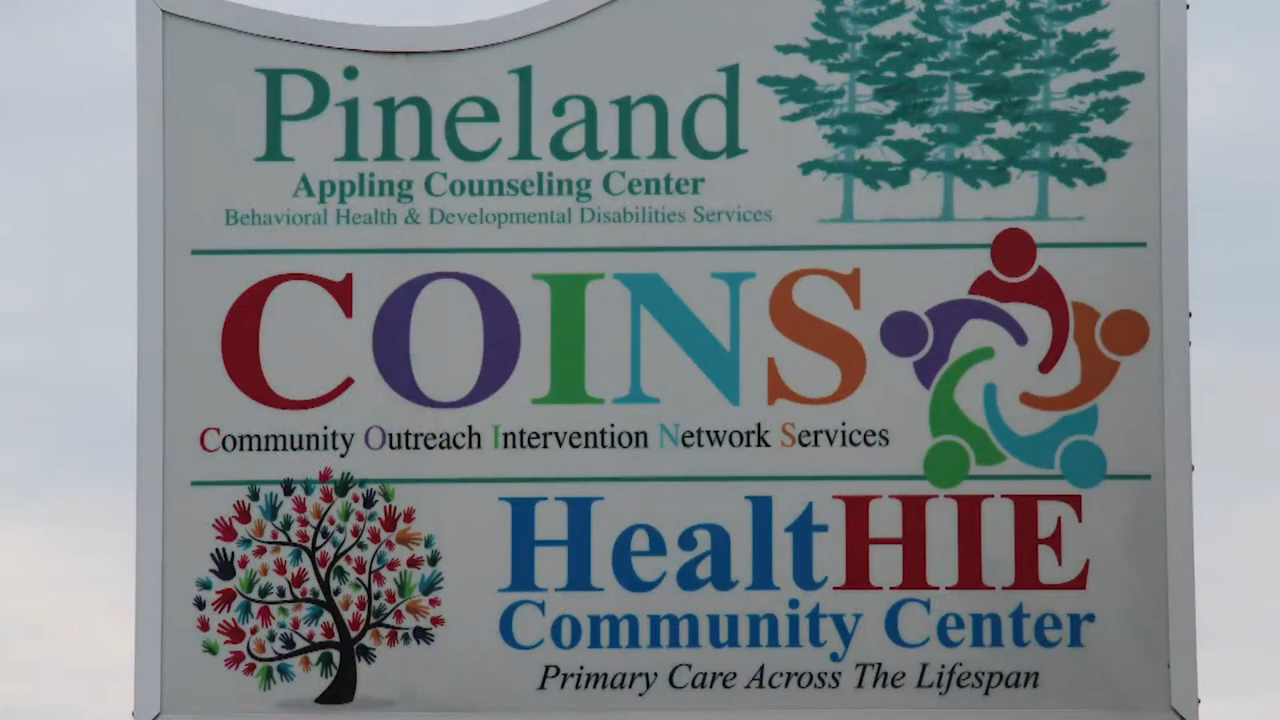 Pineland
Appling Counseling Center
Behavioral Health & Developmental Disabilities Services
COINS
Community Outreach Intervention Network Services
HealtHIE
Community Center
Primary Care Across The Lifespan